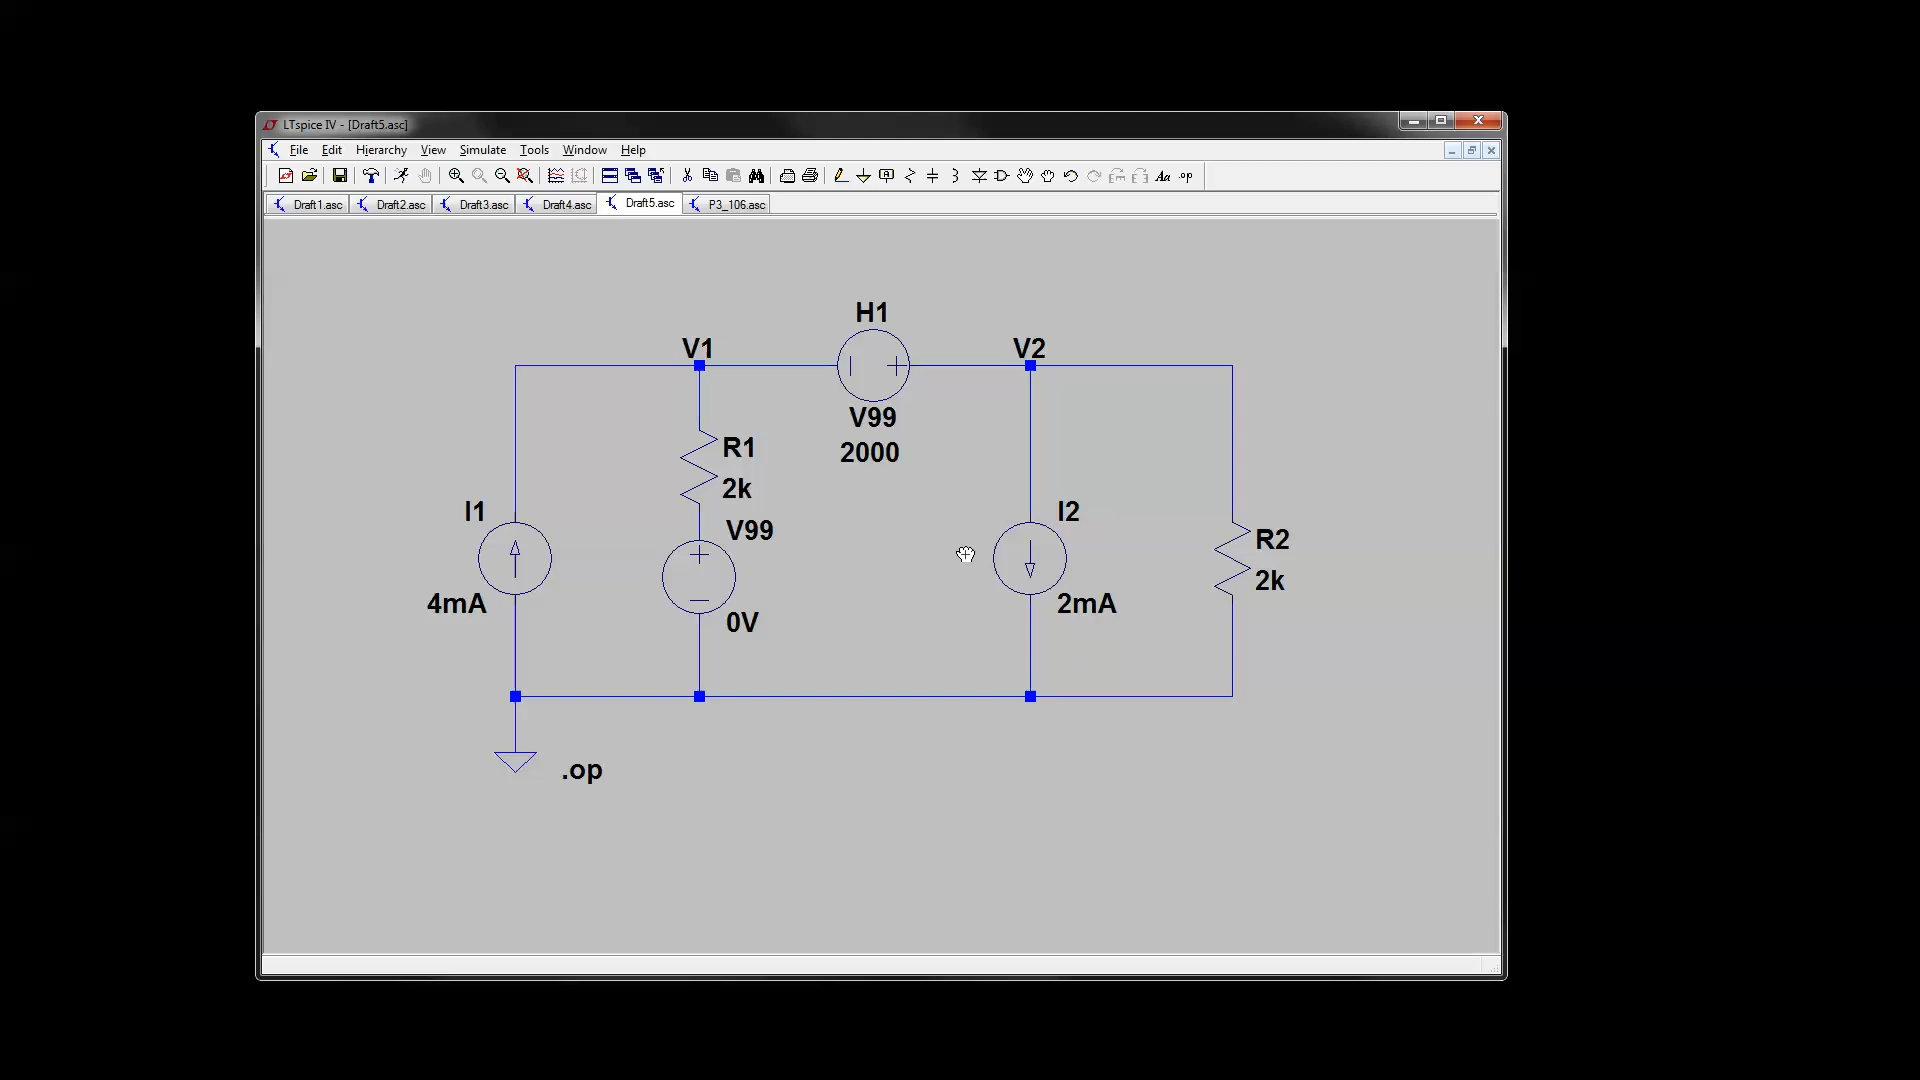 LTspice IV - [Draft5.asc]
File Edit Hierarchy View Simulate Tools Window Help
Draft1.asc Draft2.asc Draft3.asc Draft4.asc Draft5.asc P3_106.asc
H1
V1
V2
V99
2000
R1
2k
I1
V99
I2
R2
2k
4mA
0V
2mA
.op